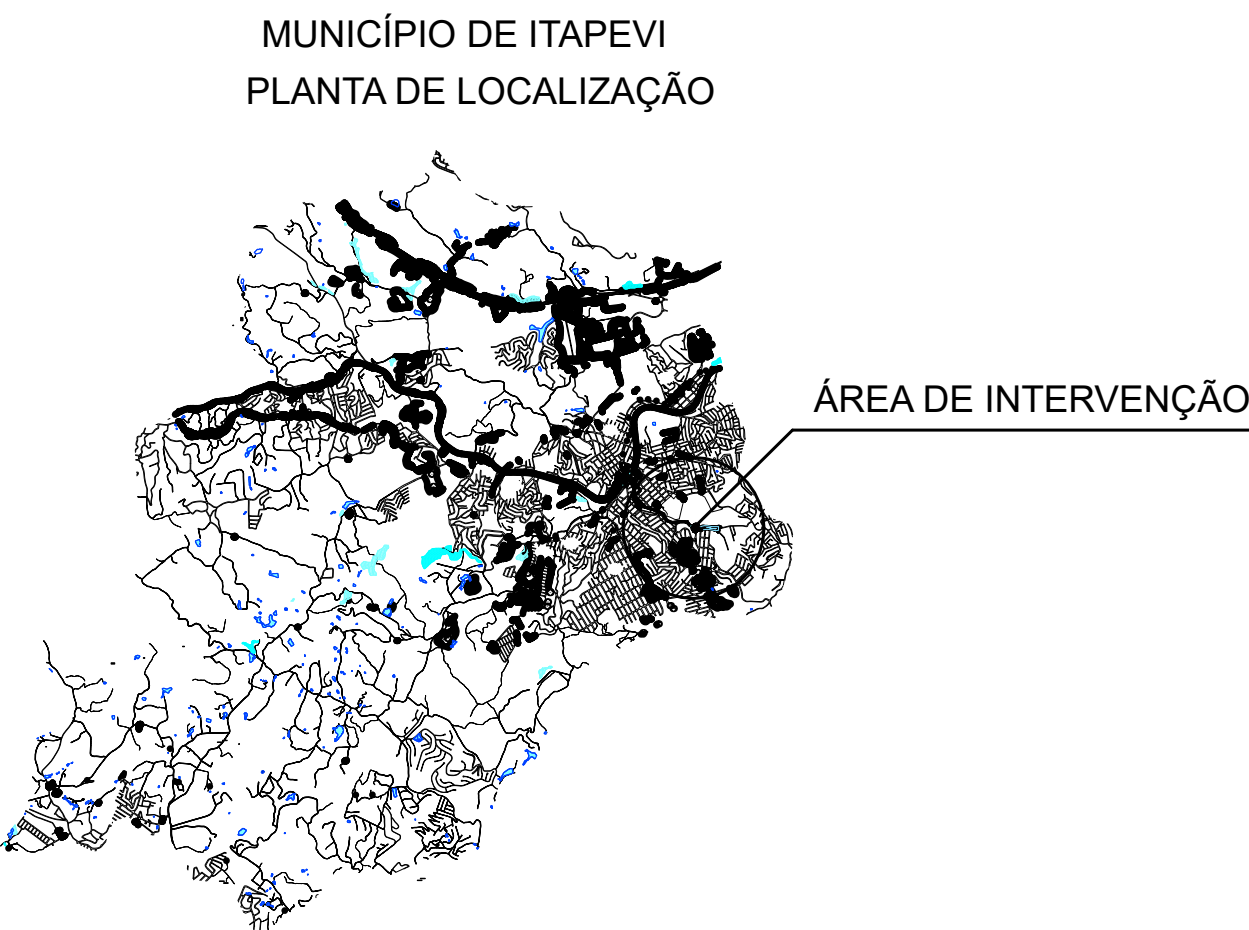 MUNICÍPIO DE ITAPEVI
PLANTA DE LOCALIZAÇÃO
ÁREA DE INTERVENÇÃO